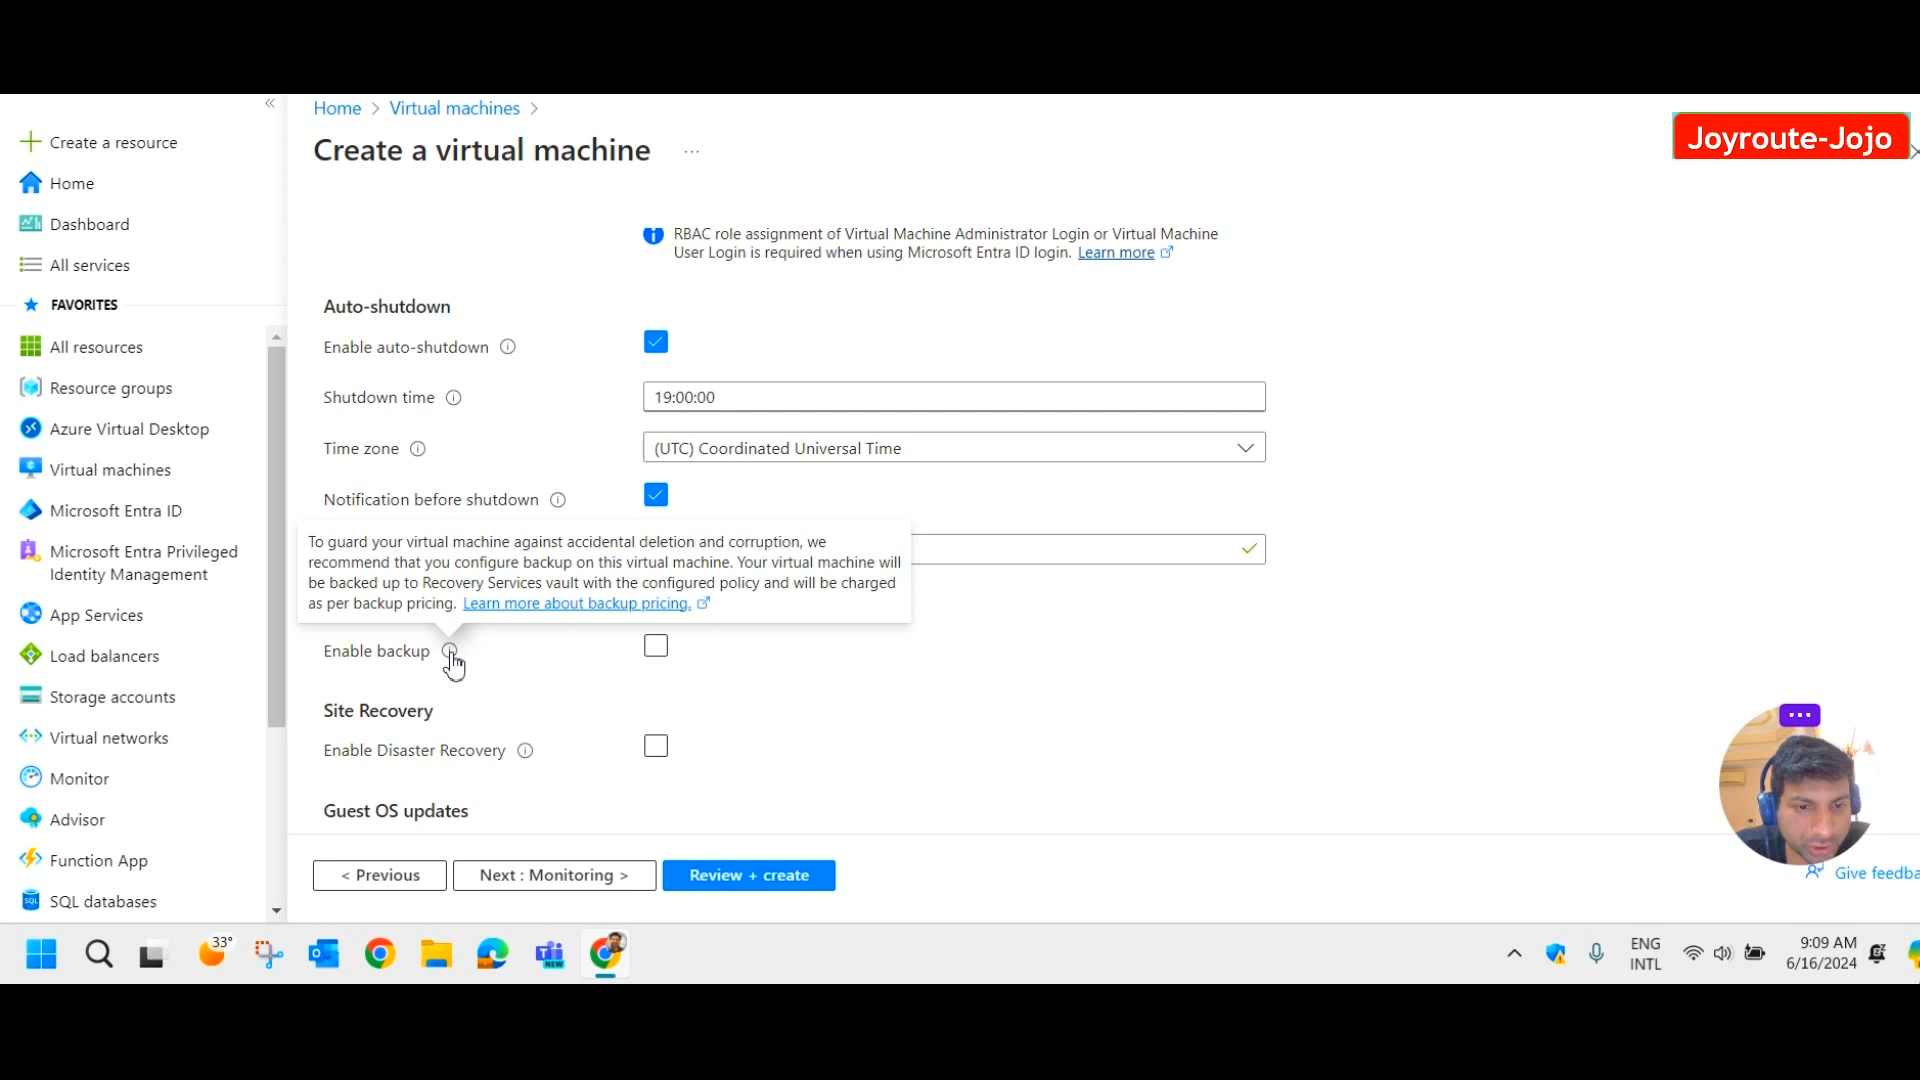 Home > Virtual machines >
Create a virtual machine ...
Joyroute-Jojo
Create a resource
Home
Dashboard
All services
FAVORITES
All resources
Resource groups
Azure Virtual Desktop
Virtual machines
Microsoft Entra ID
Microsoft Entra Privileged
Identity Management
App Services
Load balancers
Storage accounts
Virtual networks
Monitor
Advisor
Function App
SQL databases
RBAC role assignment of Virtual Machine Administrator Login or Virtual Machine
User Login is required when using Microsoft Entra ID login. Learn more
Auto-shutdown
Enable auto-shutdown
Shutdown time
19:00:00
Time zone
(UTC) Coordinated Universal Time
Notification before shutdown
To guard your virtual machine against accidental deletion and corruption, we
recommend that you configure backup on this virtual machine. Your virtual machine will
be backed up to Recovery Services vault with the configured policy and will be charged
as per backup pricing. Learn more about backup pricing.
Enable backup
Site Recovery
Enable Disaster Recovery
Guest OS updates
< Previous
Next : Monitoring >
Review + create
Give feedba
33°
NEW
ENG
INTL
9:09 AM
6/16/2024